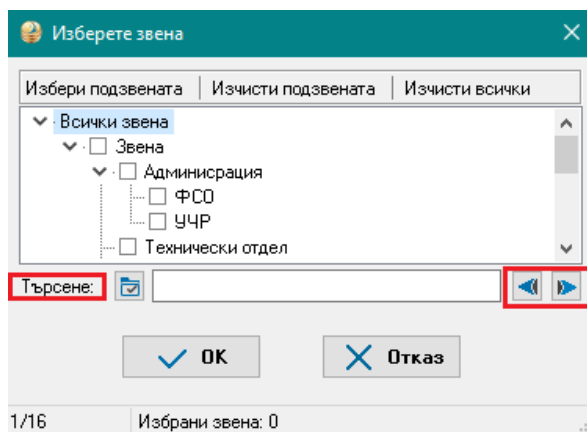 Изберете звена
Избери подзвената Изчисти подзвената Изчисти всички
Всички звена
Звена
Админисрация
ФСО
УЧР
Технически отдел
Търсене:
OK Отказ
1/16 Избрани звена: 0